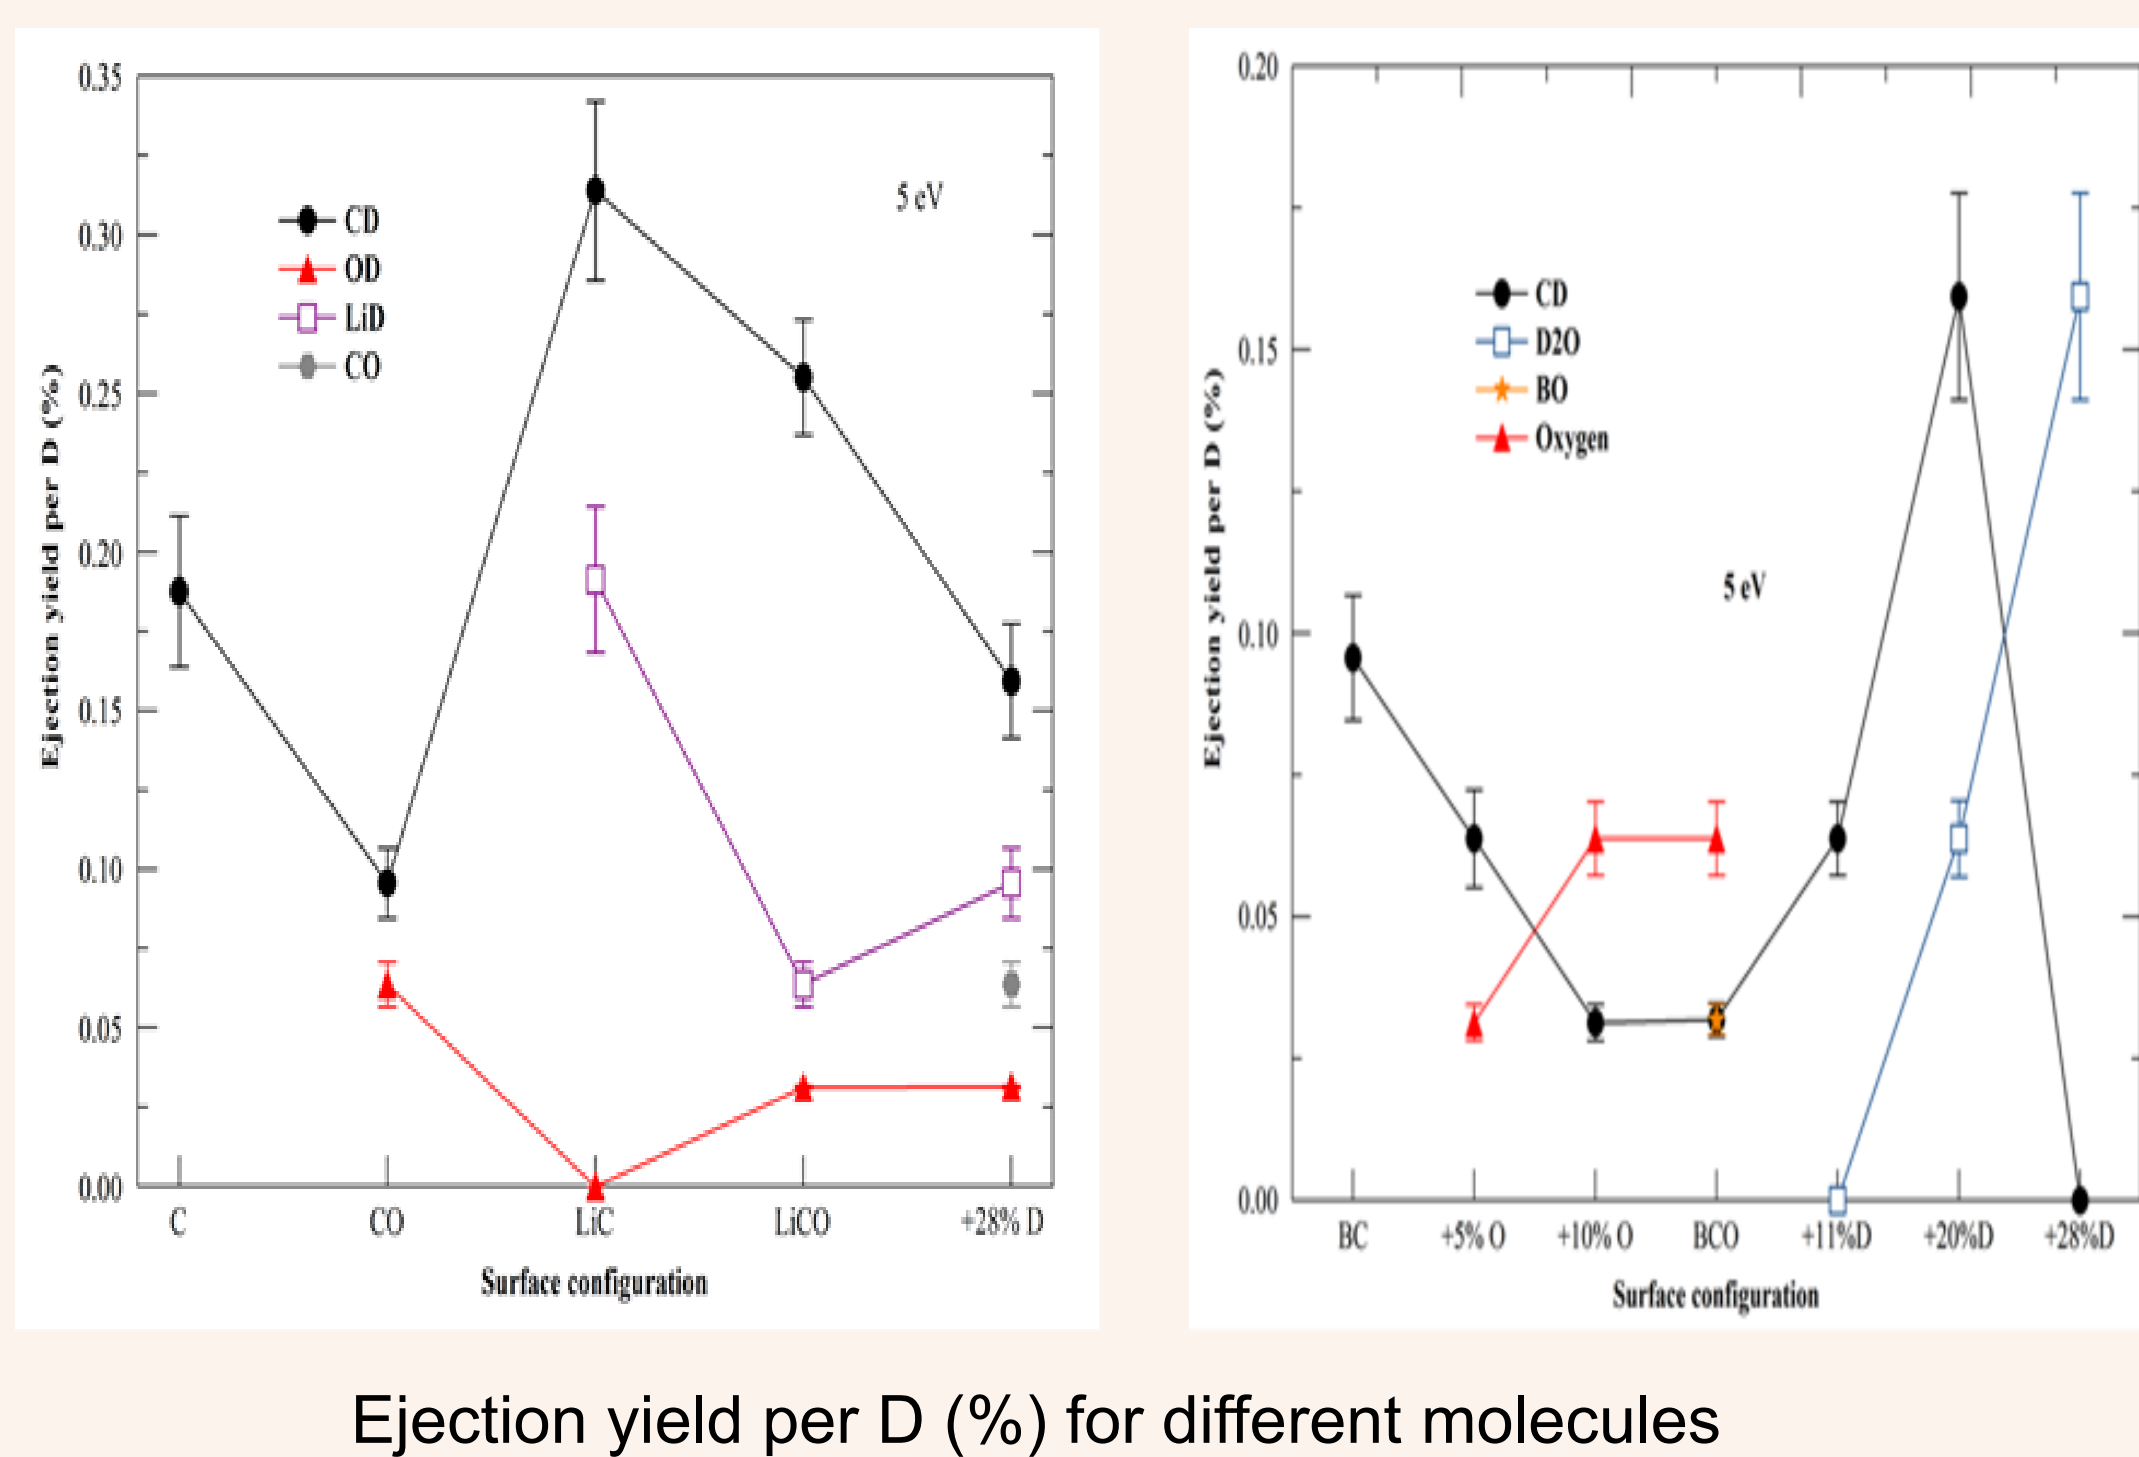 0.35
0.30
0.25
0.20
0.15
0.10
0.05
0.00
Ejection yield per D (%)
CD
OD
LiD
CO
5 eV
C CO LiC LiCO +28% D
Surface configuration
0.20
0.15
0.10
0.05
0.00
Ejection yield per D (%)
CD
D2O
BO
Oxygen
5 eV
BC +5% O +10% O BCO +11%D +20%D +28%D
Surface configuration
Ejection yield per D (%) for different molecules